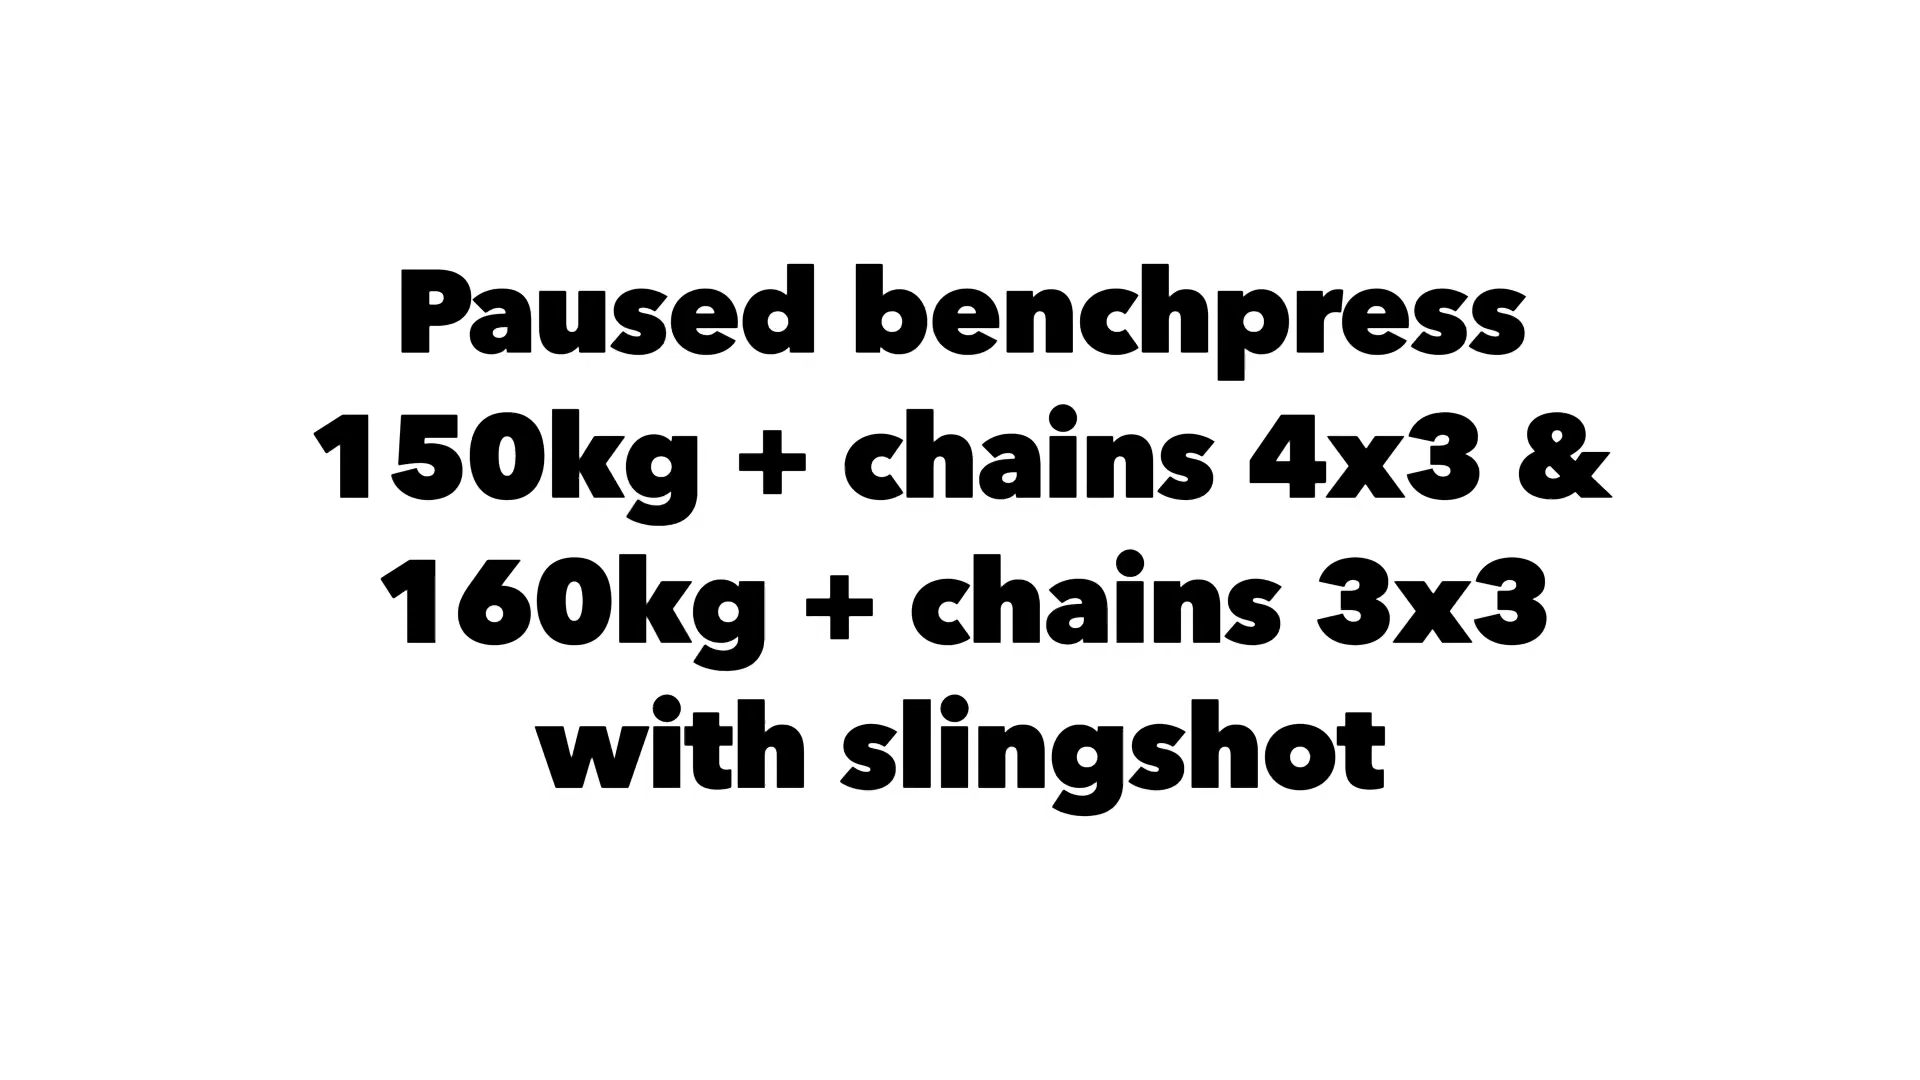 Paused benchpress
150kg + chains 4x3 &
160kg + chains 3x3
with slingshot